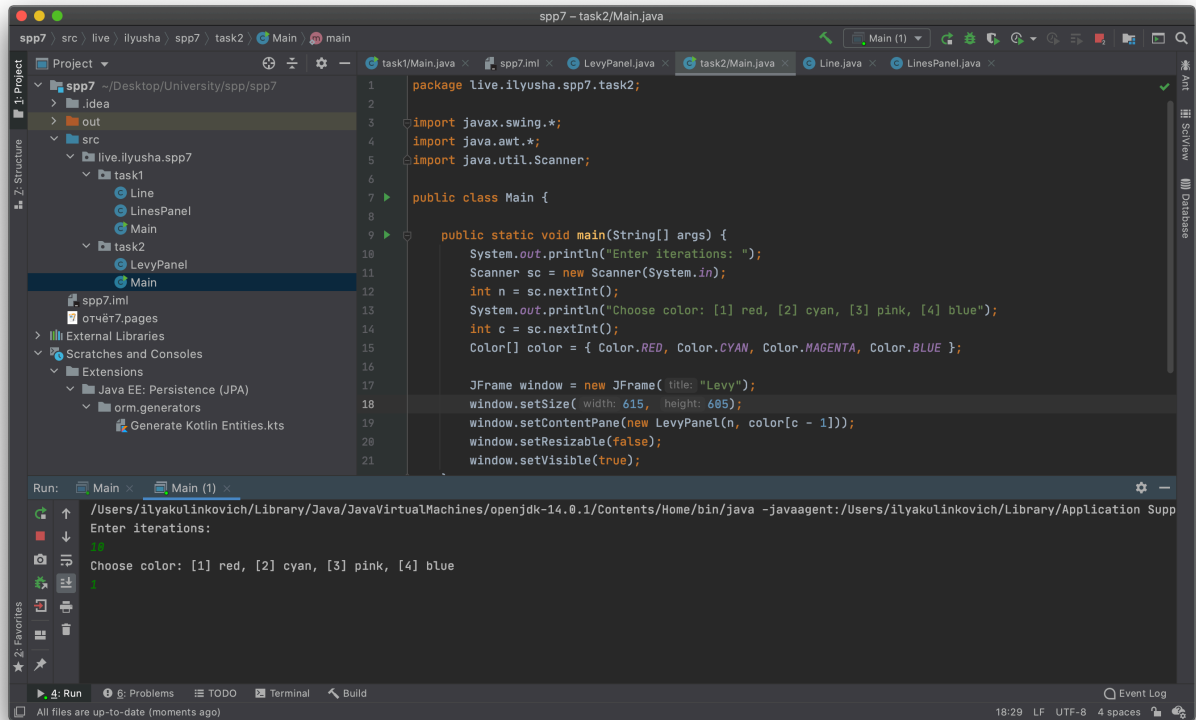 spp7 – task2/Main.java
spp7 〉 src 〉 live 〉 ilyusha 〉 spp7 〉 task2 〉 Main 〉 main
Main (1)
1: Project
Z: Structure
2: Favorites
Project
spp7 ~/Desktop/University/spp/spp7
.idea
out
src
live.ilyusha.spp7
task1
Line
LinesPanel
Main
task2
LevyPanel
Main
spp7.iml
отчёт7.pages
External Libraries
Scratches and Consoles
Extensions
Java EE: Persistence (JPA)
orm.generators
Generate Kotlin Entities.kts
task1/Main.java × spp7.iml × LevyPanel.java × task2/Main.java × Line.java × LinesPanel.java ×
1 package live.ilyusha.spp7.task2;
2
3 import javax.swing.*;
4 import java.awt.*;
5 import java.util.Scanner;
6
7 public class Main {
8
9 public static void main(String[] args) {
10 System.out.println("Enter iterations: ");
11 Scanner sc = new Scanner(System.in);
12 int n = sc.nextInt();
13 System.out.println("Choose color: [1] red, [2] cyan, [3] pink, [4] blue");
14 int c = sc.nextInt();
15 Color[] color = { Color.RED, Color.CYAN, Color.MAGENTA, Color.BLUE };
16
17 JFrame window = new JFrame( title: "Levy");
18 window.setSize( width: 615, height: 605);
19 window.setContentPane(new LevyPanel(n, color[c - 1]));
20 window.setResizable(false);
21 window.setVisible(true);
Ant
SciView
Database
Run: Main × Main (1) ×
/Users/ilyakulinkovich/Library/Java/JavaVirtualMachines/openjdk-14.0.1/Contents/Home/bin/java -javaagent:/Users/ilyakulinkovich/Library/Application Supp
Enter iterations:
10
Choose color: [1] red, [2] cyan, [3] pink, [4] blue
1
4: Run 6: Problems TODO Terminal Build Event Log
All files are up-to-date (moments ago) 18:29 LF UTF-8 4 spaces